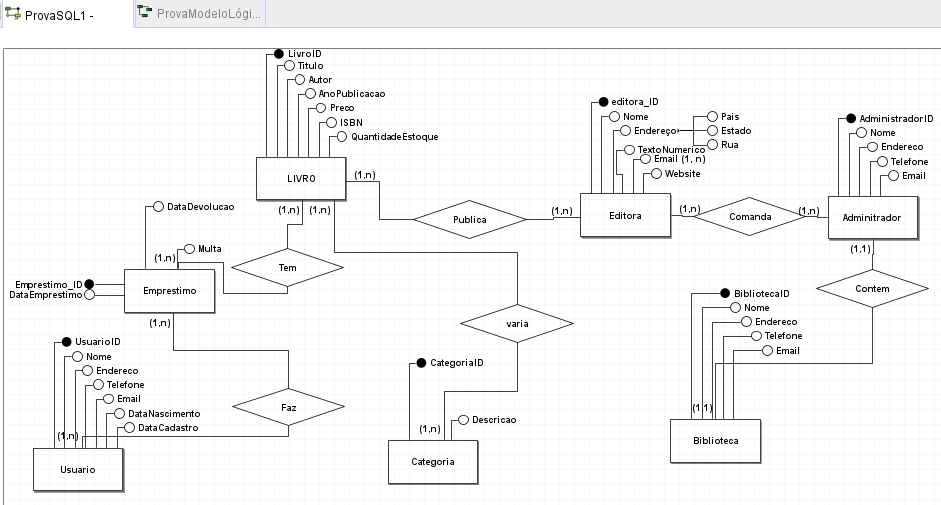 ProvaSQL1 -
ProvaModeloLógi...
LivroID
Titulo
Autor
AnoPublicacao
Preco
ISBN
QuantidadeEstoque
LIVRO
(1,n)
(1,n)
(1,n)
Publica
(1,n)
editora_ID
Nome
Endereço
Pais
Estado
Rua
TextoNumerico
Email (1, n)
Website
Editora
(1,n)
Comanda
(1,n)
AdministradorID
Nome
Endereco
Telefone
Email
Adminitrador
(1,1)
Contem
DataDevolucao
Multa
(1,n)
Tem
Emprestimo_ID
DataEmprestimo
Emprestimo
(1,n)
varia
BibliotecaID
Nome
Endereco
Telefone
Email
(1,1)
Biblioteca
UsuarioID
Nome
Endereco
Telefone
Email
DataNascimento
DataCadastro
(1,n)
Usuario
Faz
CategoriaID
Descricao
(1,n)
Categoria